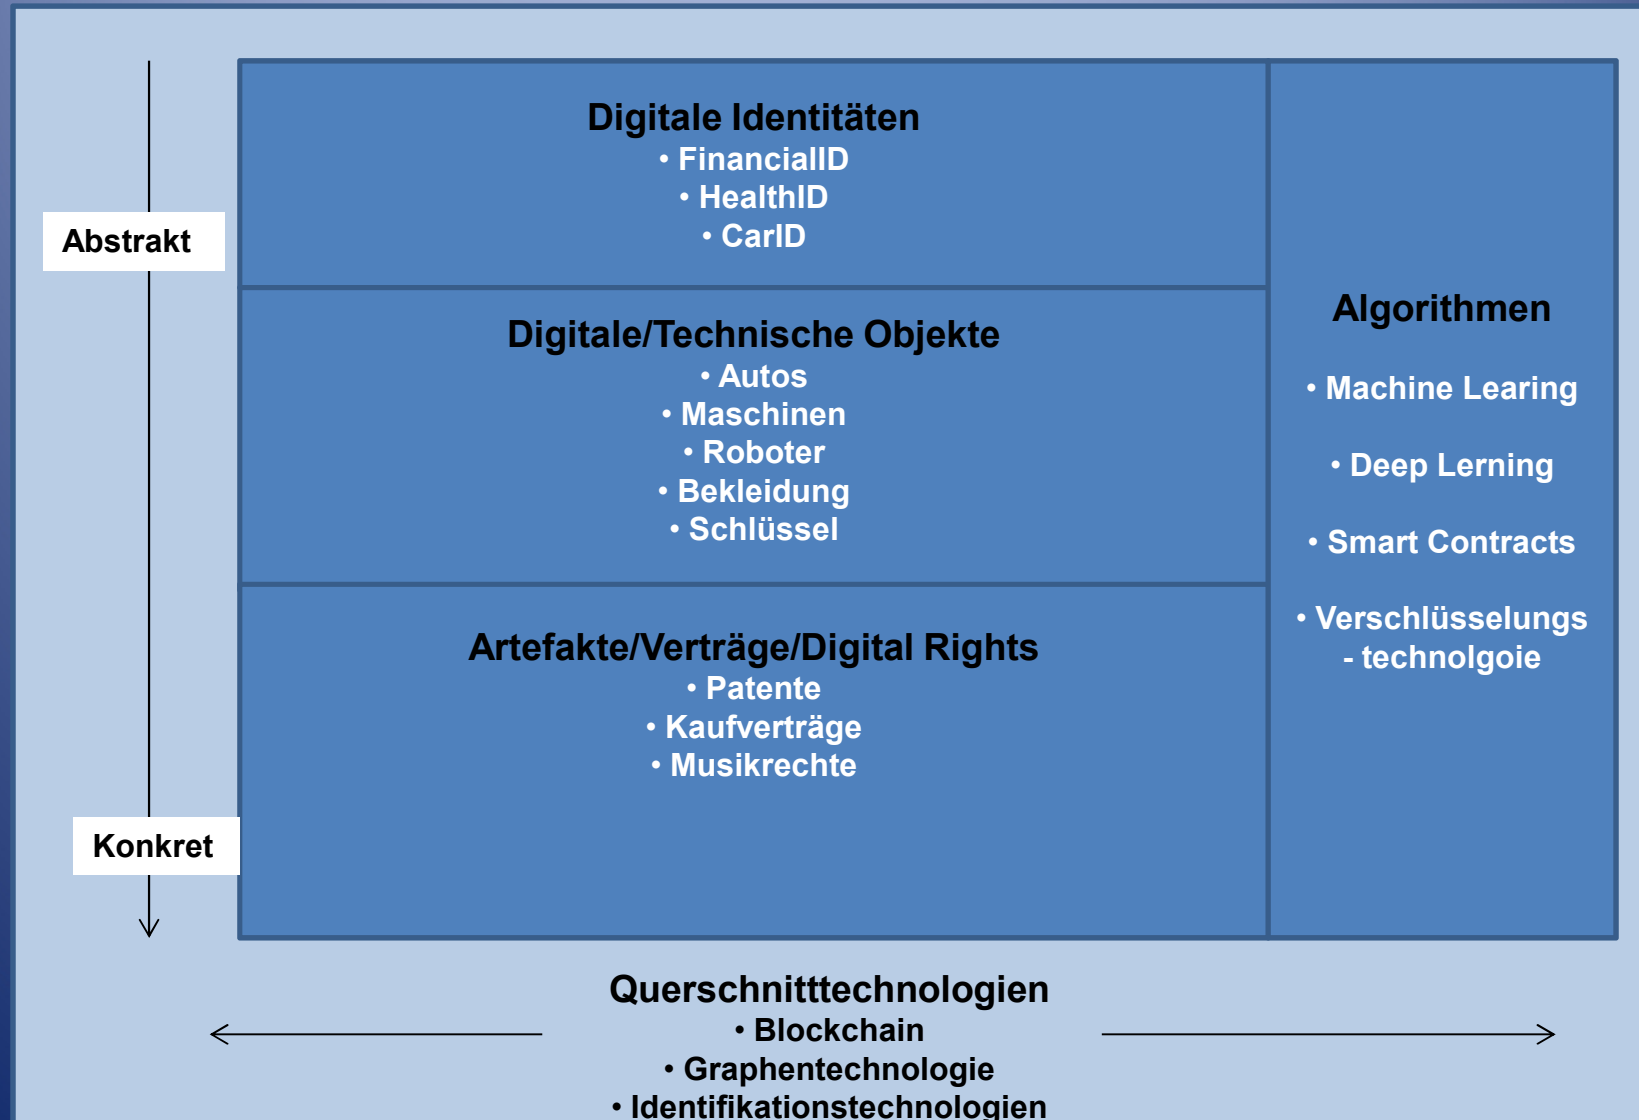 Digitale Identitäten
• FinancialID
• HealthID
• CarID
Abstrakt
Digitale/Technische Objekte
• Autos
• Maschinen
• Roboter
• Bekleidung
• Schlüssel
Artefakte/Verträge/Digital Rights
• Patente
• Kaufverträge
• Musikrechte
Konkret
Algorithmen
• Machine Learing
• Deep Lerning
• Smart Contracts
• Verschlüsselungs
- technolgoie
Querschnitttechnologien
• Blockchain
• Graphentechnologie
• Identifikationstechnologien